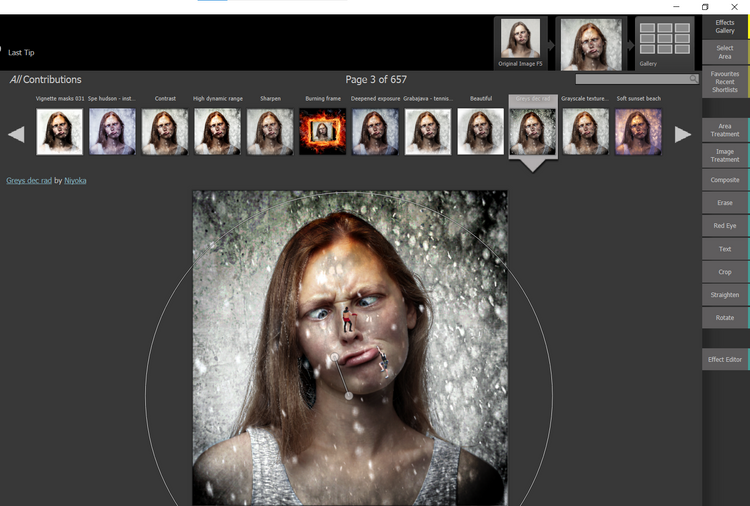 Last Tip
Original Image FS
Gallery
Effects
Gallery
Select
Area
Favourites
Recent
Shortlists
Area
Treatment
Image
Treatment
Composite
Erase
Red Eye
Text
Crop
Straighten
Rotate
Effect Editor
All Contributions
Page 3 of 657
Vignette masks 031
Spe hudson - inst...
Contrast
High dynamic range
Sharpen
Burning frame
Deepened exposure
Grabajava - tennis...
Beautiful
Greys dec rad
Grayscale texture...
Soft sunset beach
Greys dec rad by Niyoka